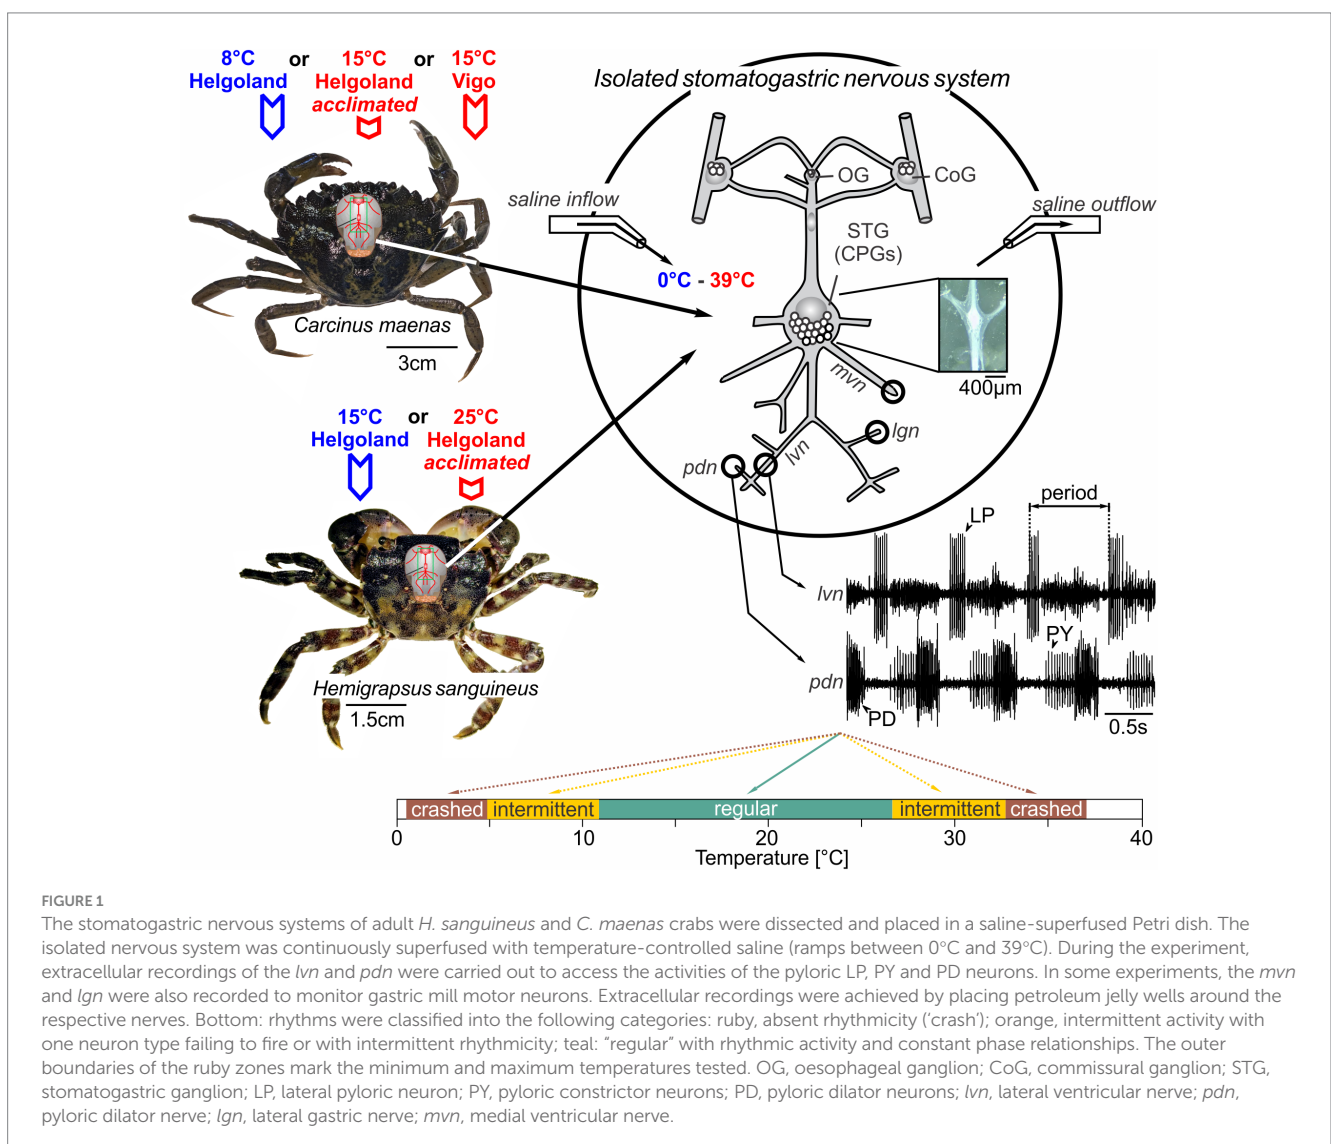 8°C or 15°C or 15°C
Helgoland Helgoland Vigo
acclimated
Carcinus maenas
3cm
15°C or 25°C
Helgoland Helgoland
acclimated
Hemigrapsus sanguineus
1.5cm
Isolated stomatogastric nervous system
OG
CoG
saline inflow
saline outflow
STG
(CPGs)
0°C - 39°C
mvn
400µm
lgn
lvn
pdn
period
LP
lvn
PY
pdn
PD
0.5s
crashed intermittent regular intermittent crashed
0 10 20 30 40
Temperature [°C]
FIGURE 1
The stomatogastric nervous systems of adult H. sanguineus and C. maenas crabs were dissected and placed in a saline-superfused Petri dish. The
isolated nervous system was continuously superfused with temperature-controlled saline (ramps between 0°C and 39°C). During the experiment,
extracellular recordings of the lvn and pdn were carried out to access the activities of the pyloric LP, PY and PD neurons. In some experiments, the mvn
and lgn were also recorded to monitor gastric mill motor neurons. Extracellular recordings were achieved by placing petroleum jelly wells around the
respective nerves. Bottom: rhythms were classified into the following categories: ruby, absent rhythmicity (‘crash’); orange, intermittent activity with
one neuron type failing to fire or with intermittent rhythmicity; teal: “regular” with rhythmic activity and constant phase relationships. The outer
boundaries of the ruby zones mark the minimum and maximum temperatures tested. OG, oesophageal ganglion; CoG, commissural ganglion; STG,
stomatogastric ganglion; LP, lateral pyloric neuron; PY, pyloric constrictor neurons; PD, pyloric dilator neurons; lvn, lateral ventricular nerve; pdn,
pyloric dilator nerve; lgn, lateral gastric nerve; mvn, medial ventricular nerve.